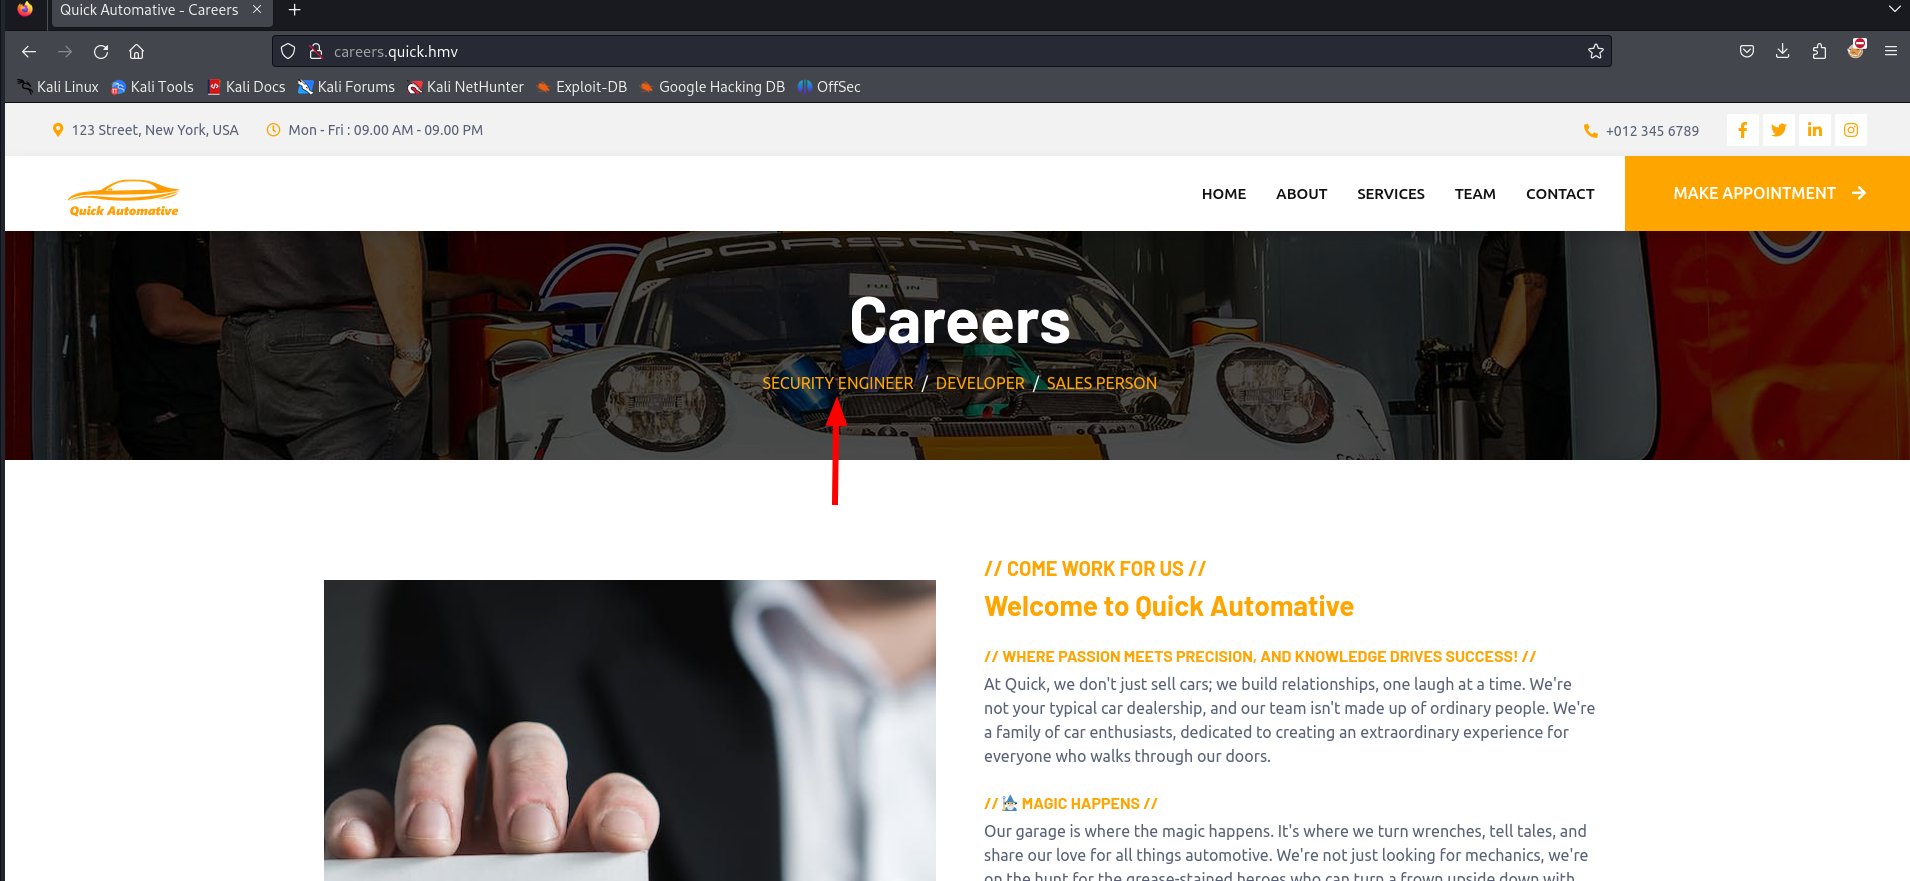 Quick Automative - Careers
careers.quick.hmv
Kali Linux Kali Tools Kali Docs Kali Forums Kali NetHunter Exploit-DB Google Hacking DB OffSec
123 Street, New York, USA Mon - Fri : 09.00 AM - 09.00 PM +012 345 6789
Quick Automative
HOME ABOUT SERVICES TEAM CONTACT MAKE APPOINTMENT
PORSCHE
FUEL IN
Careers
SECURITY ENGINEER / DEVELOPER / SALES PERSON
// COME WORK FOR US //
Welcome to Quick Automative
// WHERE PASSION MEETS PRECISION, AND KNOWLEDGE DRIVES SUCCESS! //
At Quick, we don't just sell cars; we build relationships, one laugh at a time. We're
not your typical car dealership, and our team isn't made up of ordinary people. We're
a family of car enthusiasts, dedicated to creating an extraordinary experience for
everyone who walks through our doors.
// 🧙 MAGIC HAPPENS //
Our garage is where the magic happens. It's where we turn wrenches, tell tales, and
share our love for all things automotive. We're not just looking for mechanics, we're
on the hunt for the grease-stained heroes who can turn a frown upside down with